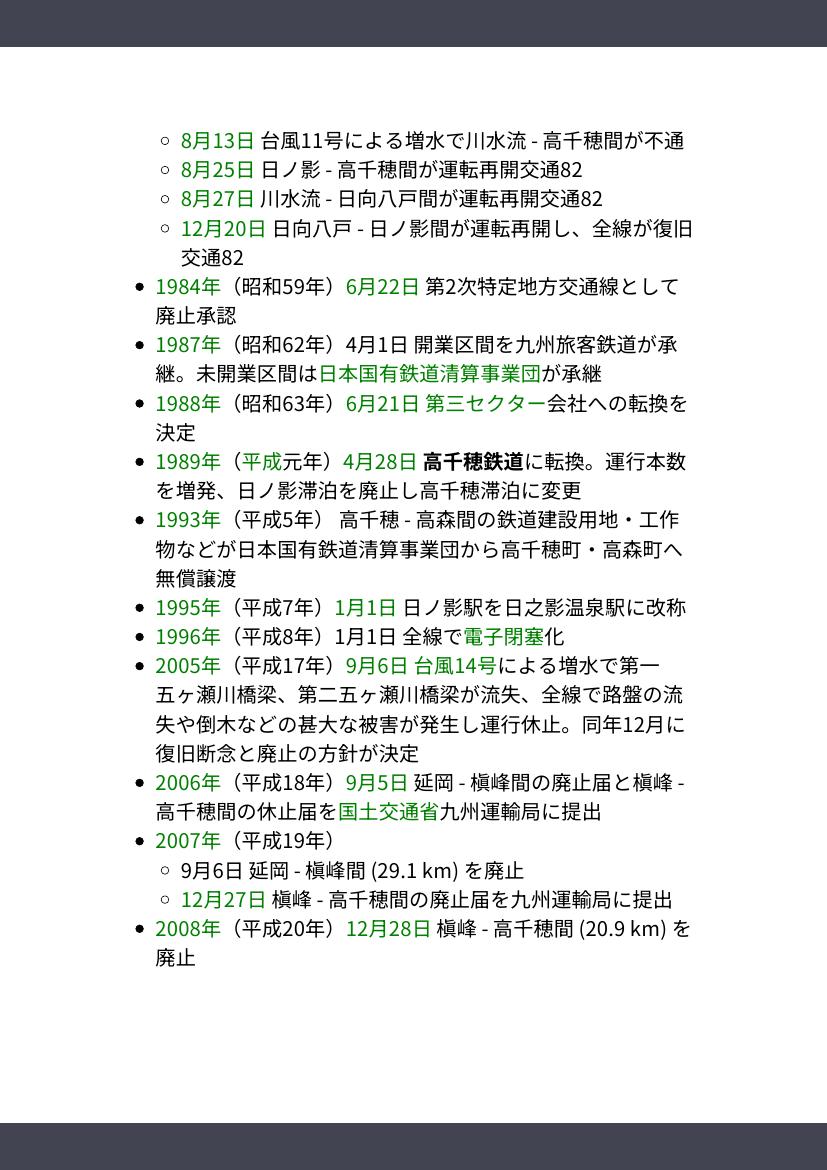 8月13日 台風11号による増水で川水流 - 高千穂間が不通
8月25日 日ノ影 - 高千穂間が運転再開交通82
8月27日 川水流 - 日向八戸間が運転再開交通82
12月20日 日向八戸 - 日ノ影間が運転再開し、全線が復旧
交通82
1984年（昭和59年）6月22日 第2次特定地方交通線として
廃止承認
1987年（昭和62年）4月1日 開業区間を九州旅客鉄道が承
継。未開業区間は日本国有鉄道清算事業団が承継
1988年（昭和63年）6月21日 第三セクター会社への転換を
決定
1989年（平成元年）4月28日 高千穂鉄道に転換。運行本数
を増発、日ノ影滞泊を廃止し高千穂滞泊に変更
1993年（平成5年） 高千穂 - 高森間の鉄道建設用地・工作
物などが日本国有鉄道清算事業団から高千穂町・高森町へ
無償譲渡
1995年（平成7年）1月1日 日ノ影駅を日之影温泉駅に改称
1996年（平成8年）1月1日 全線で電子閉塞化
2005年（平成17年）9月6日 台風14号による増水で第一
五ヶ瀬川橋梁、第二五ヶ瀬川橋梁が流失、全線で路盤の流
失や倒木などの甚大な被害が発生し運行休止。同年12月に
復旧断念と廃止の方針が決定
2006年（平成18年）9月5日 延岡 - 槇峰間の廃止届と槇峰 -
高千穂間の休止届を国土交通省九州運輸局に提出
2007年（平成19年）
9月6日 延岡 - 槇峰間 (29.1 km) を廃止
12月27日 槇峰 - 高千穂間の廃止届を九州運輸局に提出
2008年（平成20年）12月28日 槇峰 - 高千穂間 (20.9 km) を
廃止